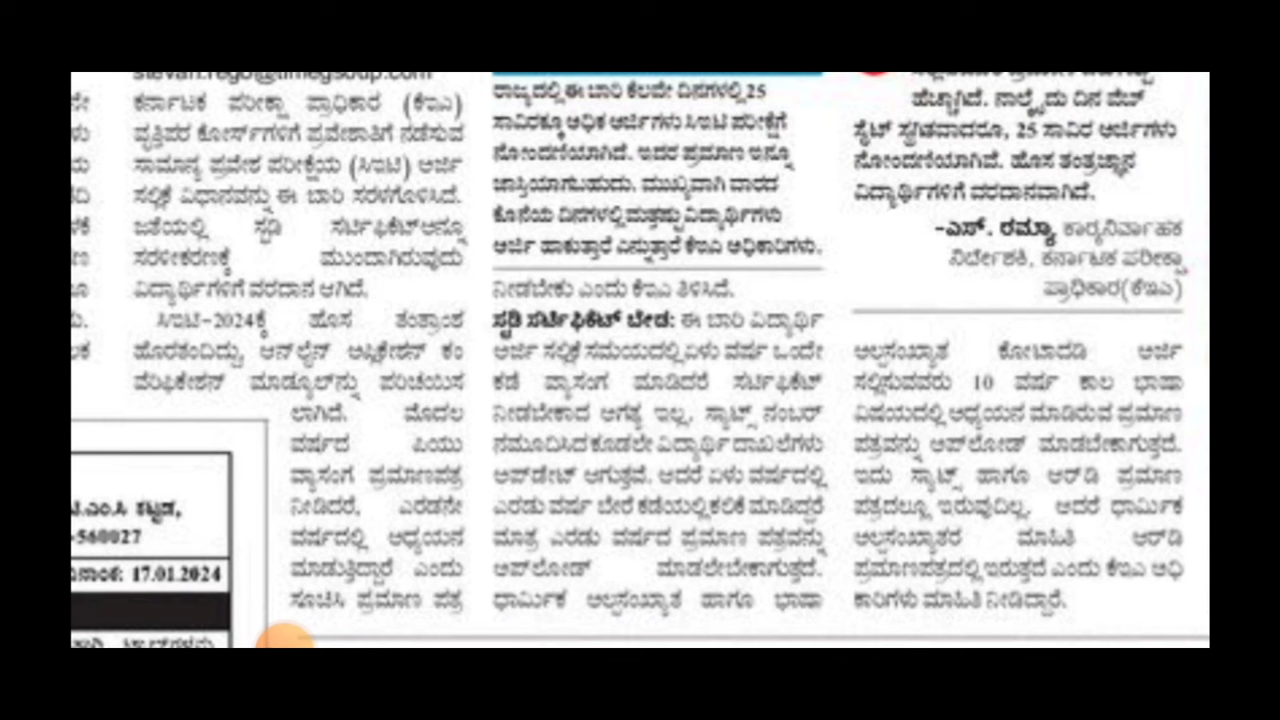 ಕರ್ನಾಟಕ ಪರೀಕ್ಷಾ ಪ್ರಾಧಿಕಾರ (ಕೆಇಎ)
ವೃತ್ತಿಪರ ಕೋರ್ಸ್‌ಗಳಿಗೆ ಪ್ರವೇಶಾತಿಗೆ ನಡೆಸುವ
ಸಾಮಾನ್ಯ ಪ್ರವೇಶ ಪರೀಕ್ಷೆಯ (ಸಿಇಟಿ) ಅರ್ಜಿ
ಸಲ್ಲಿಕೆ ವಿಧಾನವನ್ನು ಈ ಬಾರಿ ಸರಳಗೊಳಿಸಿದೆ.
ಜತೆಯಲ್ಲಿ ಸ್ಟಡಿ ಸರ್ಟಿಫಿಕೆಟ್‌ಅನ್ನೂ
ಸರಳೀಕರಣಕ್ಕೆ ಮುಂದಾಗಿರುವುದು
ವಿದ್ಯಾರ್ಥಿಗಳಿಗೆ ವರದಾನ ಆಗಿದೆ.
ಸಿಇಟಿ-2024ಕ್ಕೆ ಹೊಸ ತಂತ್ರಾಂಶ
ಹೊರತಂದಿದ್ದು, ಆನ್‌ಲೈನ್ ಅಪ್ಲಿಕೇಶನ್ ಕಂ
ವೆರಿಫಿಕೇಶನ್ ಮಾಡ್ಯೂಲ್‌ನ್ನು ಪರಿಚಯಿಸ
ಲಾಗಿದೆ. ಮೊದಲ
ವರ್ಷದ ಪಿಯು
ವ್ಯಾಸಂಗ ಪ್ರಮಾಣಪತ್ರ
ನೀಡಿದರೆ, ಎರಡನೇ
ವರ್ಷದಲ್ಲಿ ಅಧ್ಯಯನ
ಮಾಡುತ್ತಿದ್ದಾರೆ ಎಂದು
ಸೂಚಿಸಿ ಪ್ರಮಾಣ ಪತ್ರ
ರಾಜ್ಯದಲ್ಲಿ ಈ ಬಾರಿ ಕೆಲವೇ ದಿನಗಳಲ್ಲಿ 25
ಸಾವಿರಕ್ಕೂ ಅಧಿಕ ಅರ್ಜಿಗಳು ಸಿಇಟಿ ಪರೀಕ್ಷೆಗೆ
ನೋಂದಣಿಯಾಗಿದೆ. ಇದರ ಪ್ರಮಾಣ ಇನ್ನೂ
ಜಾಸ್ತಿಯಾಗಬಹುದು. ಮುಖ್ಯವಾಗಿ ವಾರದ
ಕೊನೆಯ ದಿನಗಳಲ್ಲಿ ಮತ್ತಷ್ಟು ವಿದ್ಯಾರ್ಥಿಗಳು
ಅರ್ಜಿ ಹಾಕುತ್ತಾರೆ ಎನ್ನುತ್ತಾರೆ ಕೆಇಎ ಅಧಿಕಾರಿಗಳು.
ನೀಡಬೇಕು ಎಂದು ಕೆಇಎ ತಿಳಿಸಿದೆ.
ಸ್ಟಡಿ ಸರ್ಟಿಫಿಕೆಟ್ ಬೇಡ: ಈ ಬಾರಿ ವಿದ್ಯಾರ್ಥಿ
ಅರ್ಜಿ ಸಲ್ಲಿಕೆ ಸಮಯದಲ್ಲಿ ಏಳು ವರ್ಷ ಒಂದೇ
ಕಡೆ ವ್ಯಾಸಂಗ ಮಾಡಿದರೆ ಸರ್ಟಿಫಿಕೆಟ್
ನೀಡಬೇಕಾದ ಅಗತ್ಯ ಇಲ್ಲ. ಸ್ಯಾಟ್ಸ್ ನಂಬರ್
ನಮೂದಿಸಿದ ಕೂಡಲೇ ವಿದ್ಯಾರ್ಥಿ ದಾಖಲೆಗಳು
ಅಪ್‌ಡೇಟ್ ಆಗುತ್ತವೆ. ಆದರೆ ಏಳು ವರ್ಷದಲ್ಲಿ
ಎರಡು ವರ್ಷ ಬೇರೆ ಕಡೆಯಲ್ಲಿ ಕಲಿಕೆ ಮಾಡಿದ್ದರೆ
ಮಾತ್ರ ಎರಡು ವರ್ಷದ ಪ್ರಮಾಣ ಪತ್ರವನ್ನು
ಅಪ್‌ಲೋಡ್ ಮಾಡಲೇಬೇಕಾಗುತ್ತದೆ.
ಧಾರ್ಮಿಕ ಅಲ್ಪಸಂಖ್ಯಾತ ಹಾಗೂ ಭಾಷಾ
ಹೆಚ್ಚಾಗಿದೆ. ನಾಲ್ಕೈದು ದಿನ ವೆಬ್
ಸೈಟ್ ಸ್ಥಗಿತವಾದರೂ, 25 ಸಾವಿರ ಅರ್ಜಿಗಳು
ನೋಂದಣಿಯಾಗಿವೆ. ಹೊಸ ತಂತ್ರಜ್ಞಾನ
ವಿದ್ಯಾರ್ಥಿಗಳಿಗೆ ವರದಾನವಾಗಿದೆ.
-ಎಸ್. ರಮ್ಯಾ, ಕಾರ್ಯನಿರ್ವಾಹಕ
ನಿರ್ದೇಶಕಿ, ಕರ್ನಾಟಕ ಪರೀಕ್ಷಾ
ಪ್ರಾಧಿಕಾರ(ಕೆಇಎ)
ಅಲ್ಪಸಂಖ್ಯಾತ ಕೋಟಾದಡಿ ಅರ್ಜಿ
ಸಲ್ಲಿಸುವವರು 10 ವರ್ಷ ಕಾಲ ಭಾಷಾ
ವಿಷಯದಲ್ಲಿ ಅಧ್ಯಯನ ಮಾಡಿರುವ ಪ್ರಮಾಣ
ಪತ್ರವನ್ನು ಅಪ್‌ಲೋಡ್ ಮಾಡಬೇಕಾಗುತ್ತದೆ.
ಇದು ಸ್ಯಾಟ್ಸ್ ಹಾಗೂ ಆರ್‌ಡಿ ಪ್ರಮಾಣ
ಪತ್ರದಲ್ಲೂ ಇರುವುದಿಲ್ಲ. ಆದರೆ ಧಾರ್ಮಿಕ
ಅಲ್ಪಸಂಖ್ಯಾತರ ಮಾಹಿತಿ ಆರ್‌ಡಿ
ಪ್ರಮಾಣಪತ್ರದಲ್ಲಿ ಇರುತ್ತದೆ ಎಂದು ಕೆಇಎ ಅಧಿ
ಕಾರಿಗಳು ಮಾಹಿತಿ ನೀಡಿದ್ದಾರೆ.
ಟಿ.ಎಂ.ಸಿ ಕಟ್ಟಡ,
-560027
ದಿನಾಂಕ: 17.01.2024